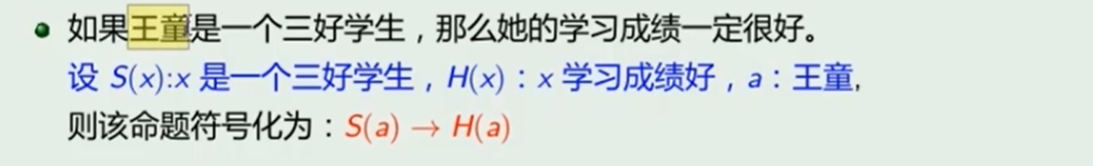 如果王童是一个三好学生，那么她的学习成绩一定很好。
设 S(x):x 是一个三好学生，H(x)：x 学习成绩好，a：王童,
则该命题符号化为：S(a) → H(a)